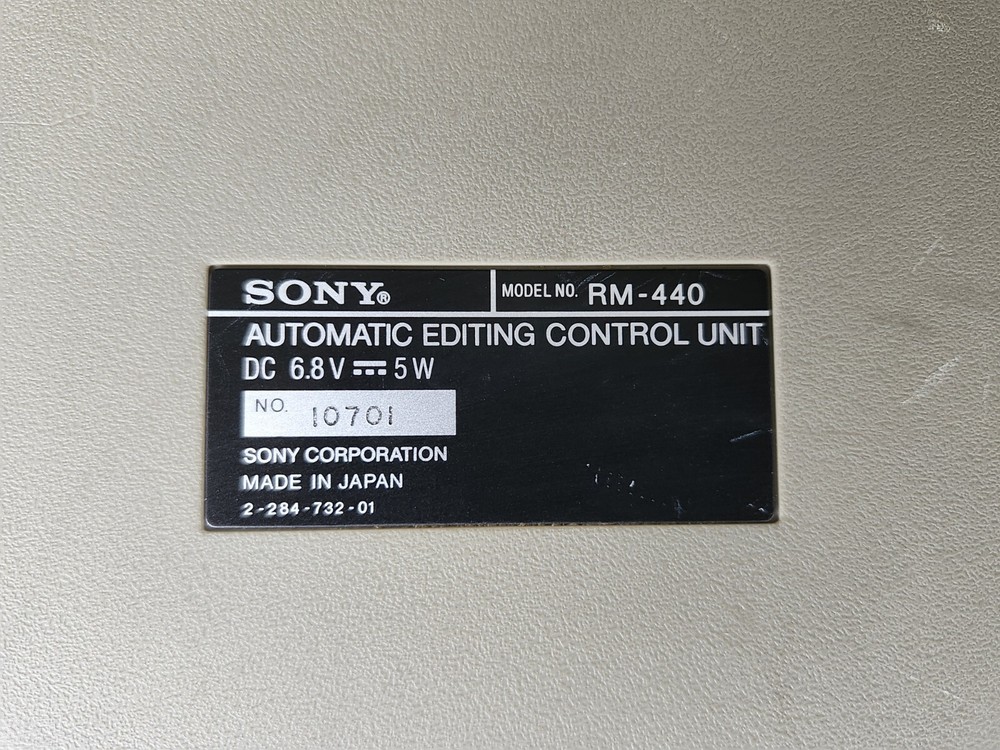 SONY® MODEL NO. RM-440
AUTOMATIC EDITING CONTROL UNIT
DC 6.8V ⎓ 5W
NO. 10701
SONY CORPORATION
MADE IN JAPAN
2-284-732-01